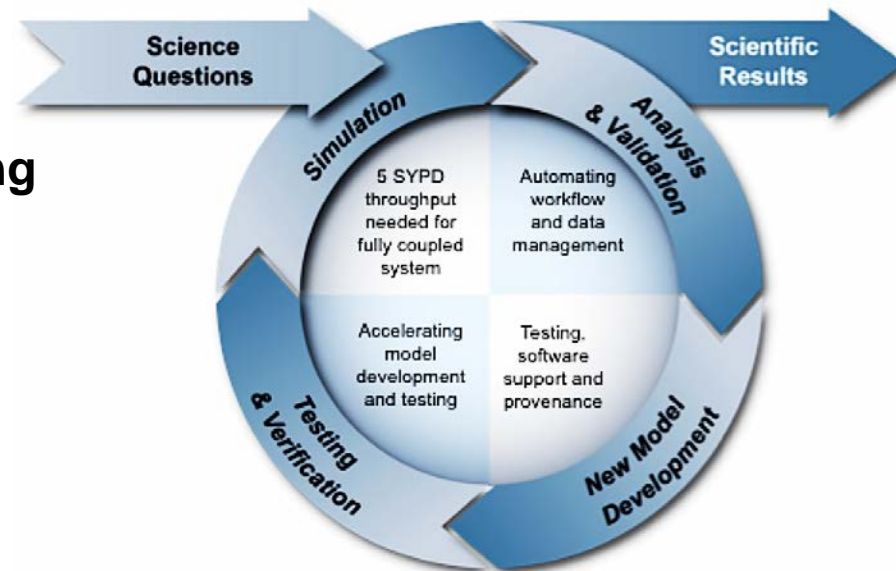 Science
Questions
Scientific
Results
ng
Simulation
Analysis
& Validation
5 SYPD
throughput
needed for
fully coupled
system
Automating
workflow
and data
management
Accelerating
model
development
and testing
Testing,
software
support and
provenance
Testing
& Verification
New Model
Development